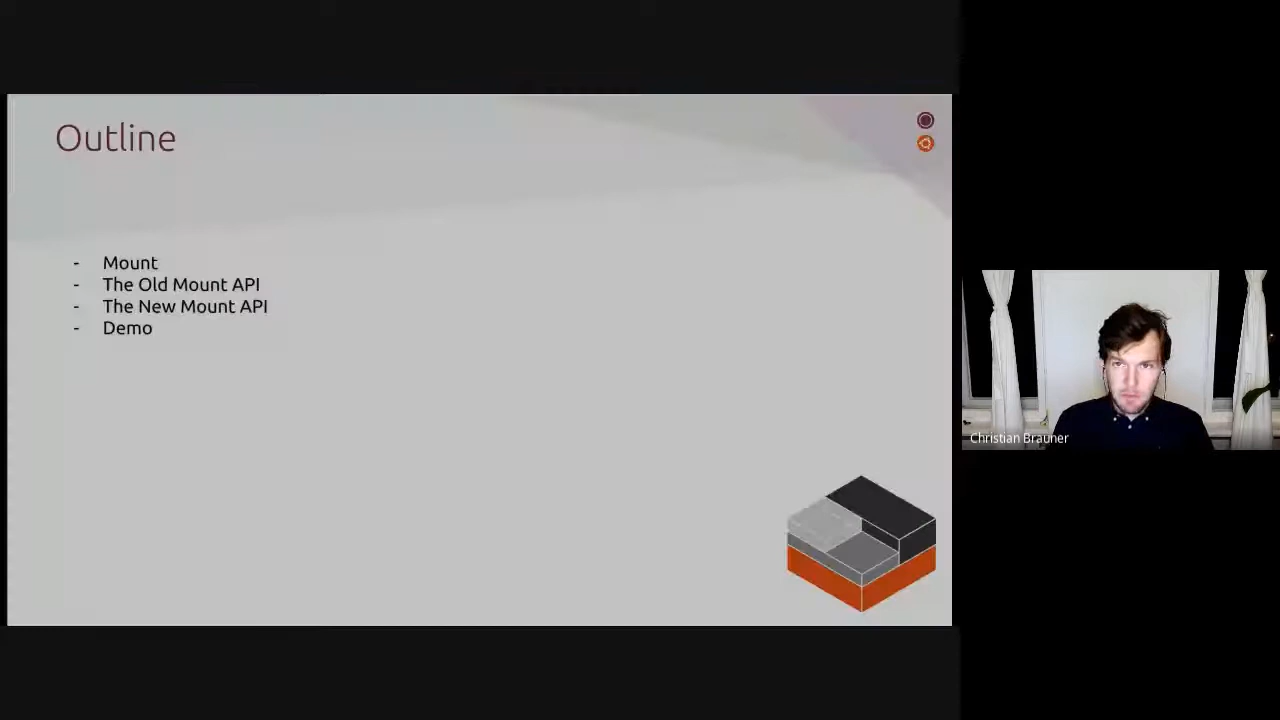 Outline
- Mount
- The Old Mount API
- The New Mount API
- Demo
Christian Brauner